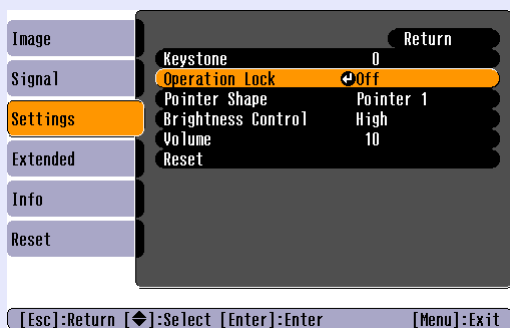 Image
Signal
Settings
Extended
Info
Reset
Return
Keystone 0
Operation Lock Off
Pointer Shape Pointer 1
Brightness Control High
Volume 10
Reset
[Esc]:Return [◆]:Select [Enter]:Enter [Menu]:Exit